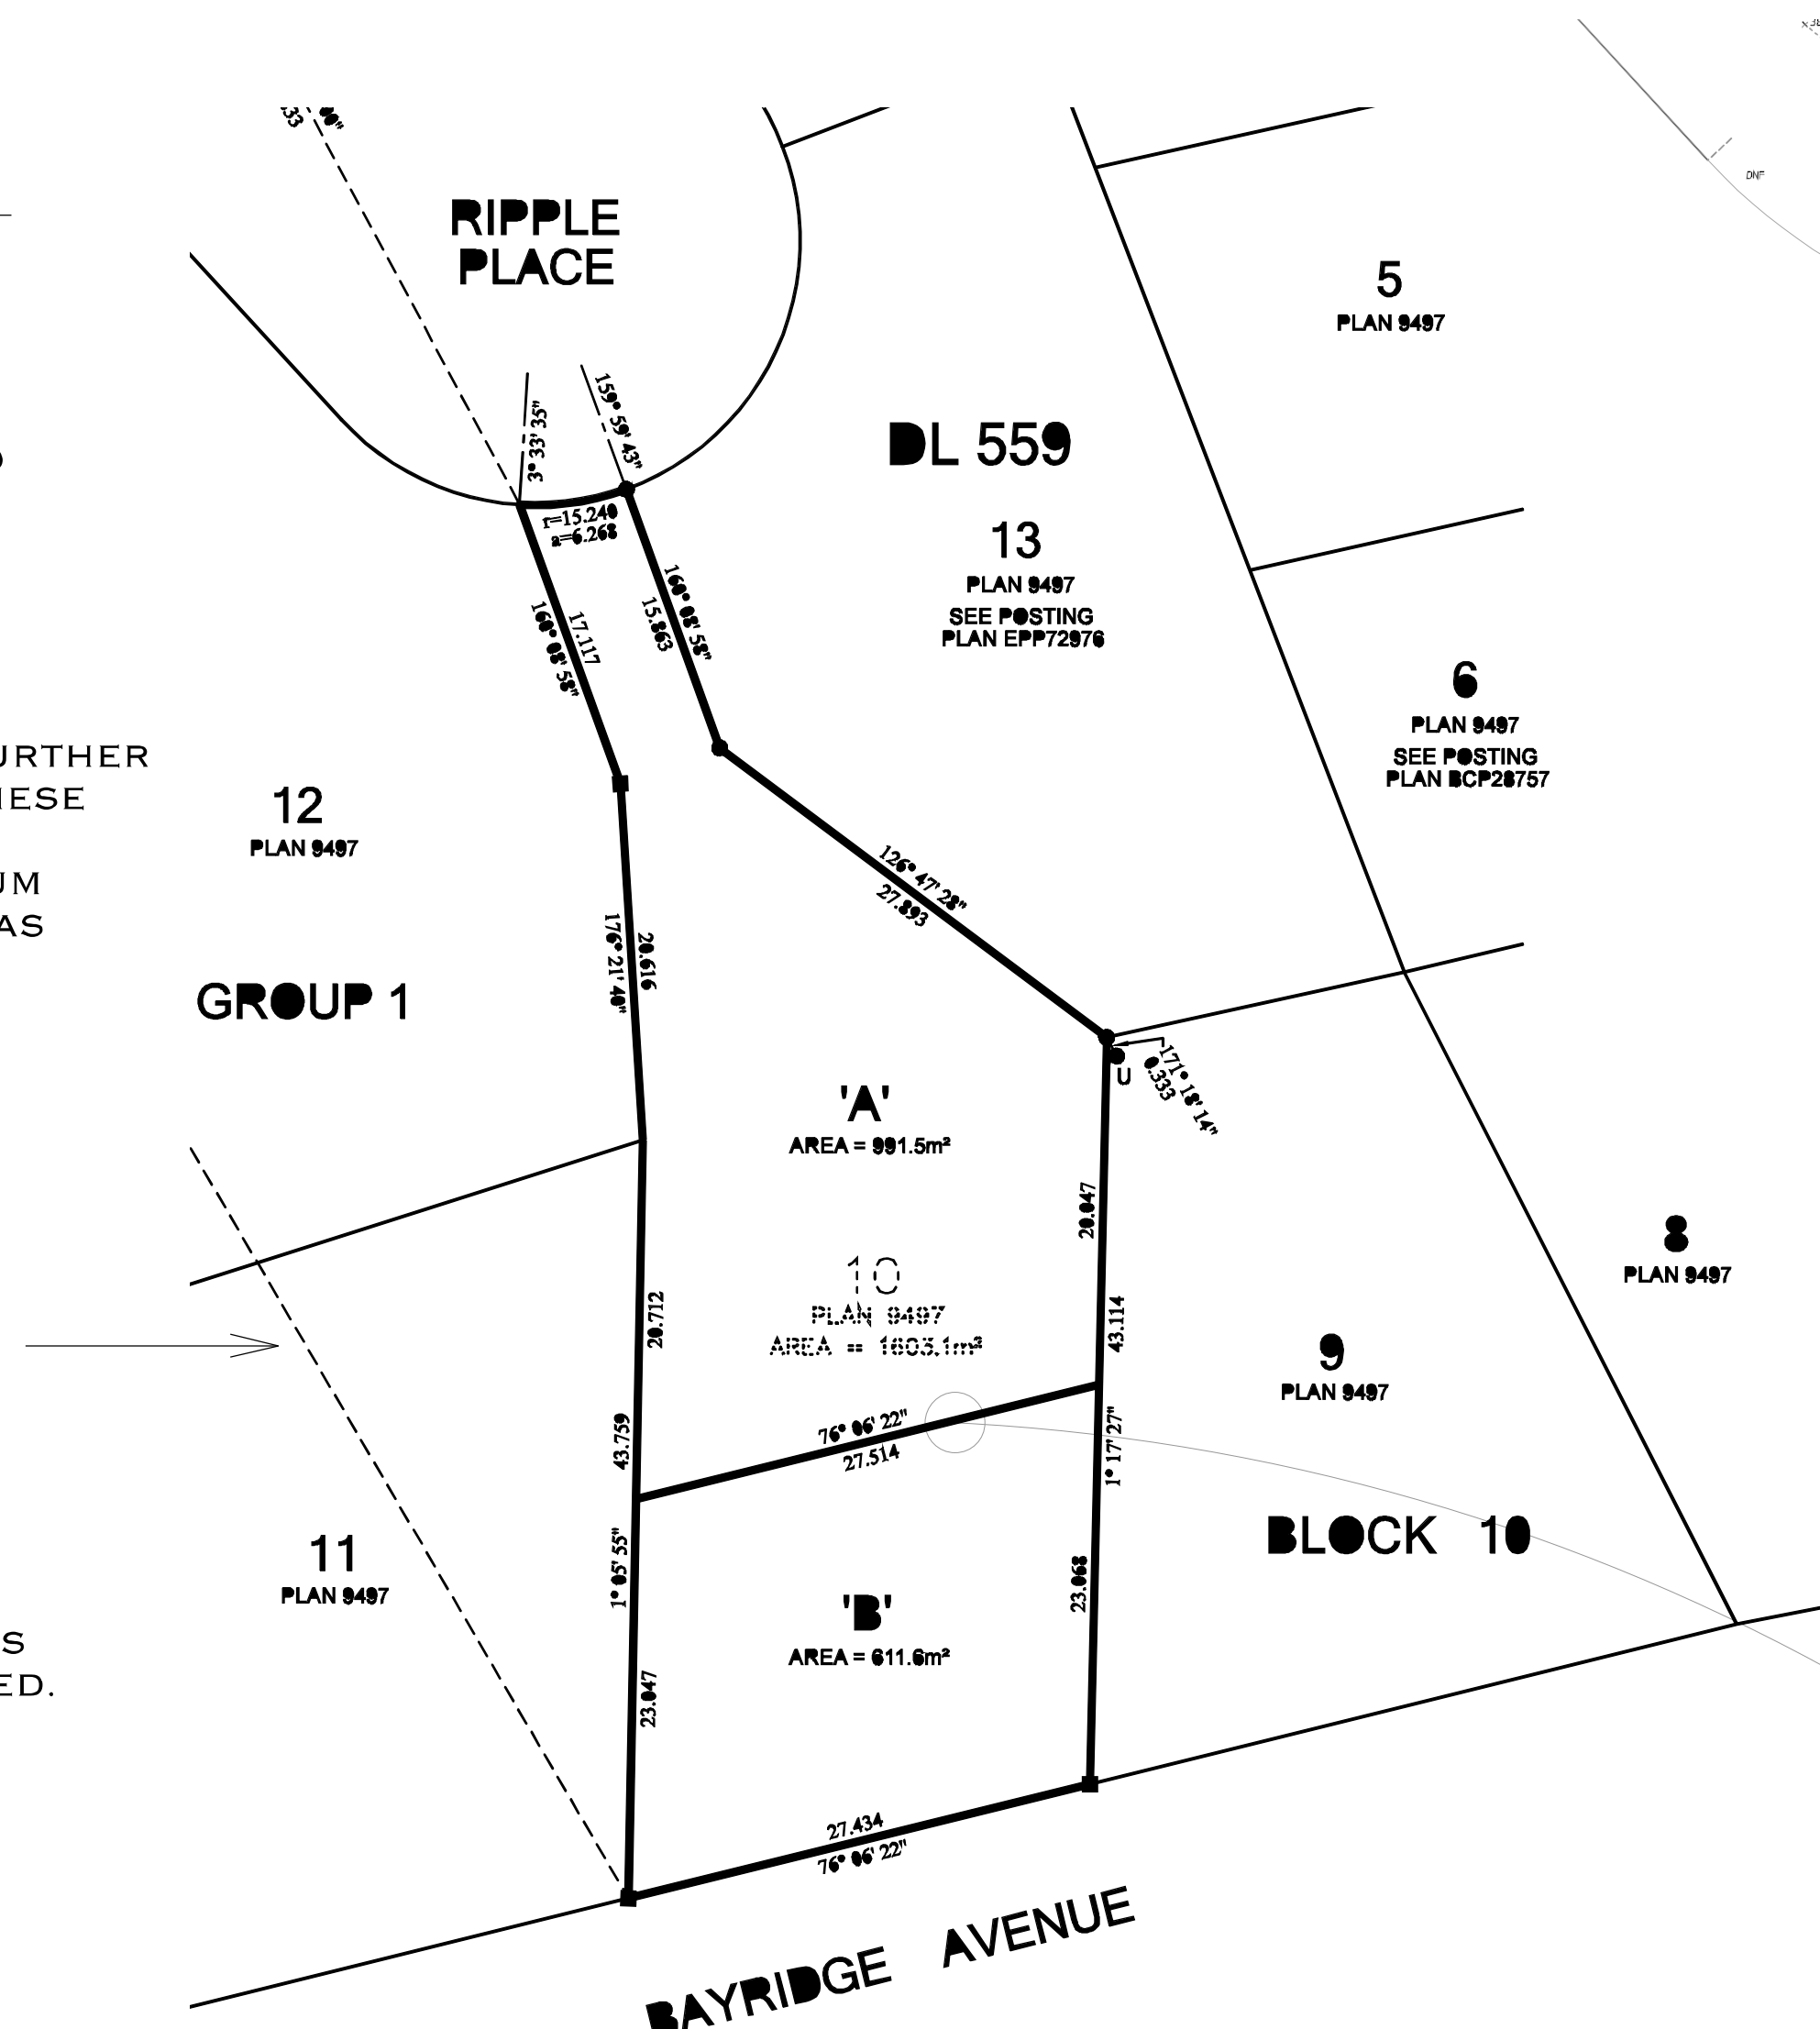 RIPPLE
PLACE
DNF
5
PLAN 9497
3° 33' 35"
159° 59' 43"
DL 559
r=15.240
a=6.268
13
PLAN 9497
SEE POSTING
PLAN EPP72976
160° 08' 58"
17.117
160° 08' 58"
15.863
6
PLAN 9497
SEE POSTING
PLAN BCP28757
URTHER
12
PLAN 9497
126° 47' 28"
27.893
UM
AS
176° 21' 40"
20.616
GROUP 1
U
171° 18' 14"
0.333
'A'
AREA = 991.5m²
20.047
8
PLAN 9497
10
PLAN 9497
AREA = 1603.1m²
20.712
43.114
9
PLAN 9497
76° 06' 22"
27.514
43.759
1° 17' 27"
BLOCK 10
11
PLAN 9497
1° 05' 55"
'B'
AREA = 611.6m²
23.068
S
ED.
23.047
27.434
76° 06' 22"
BAYRIDGE AVENUE